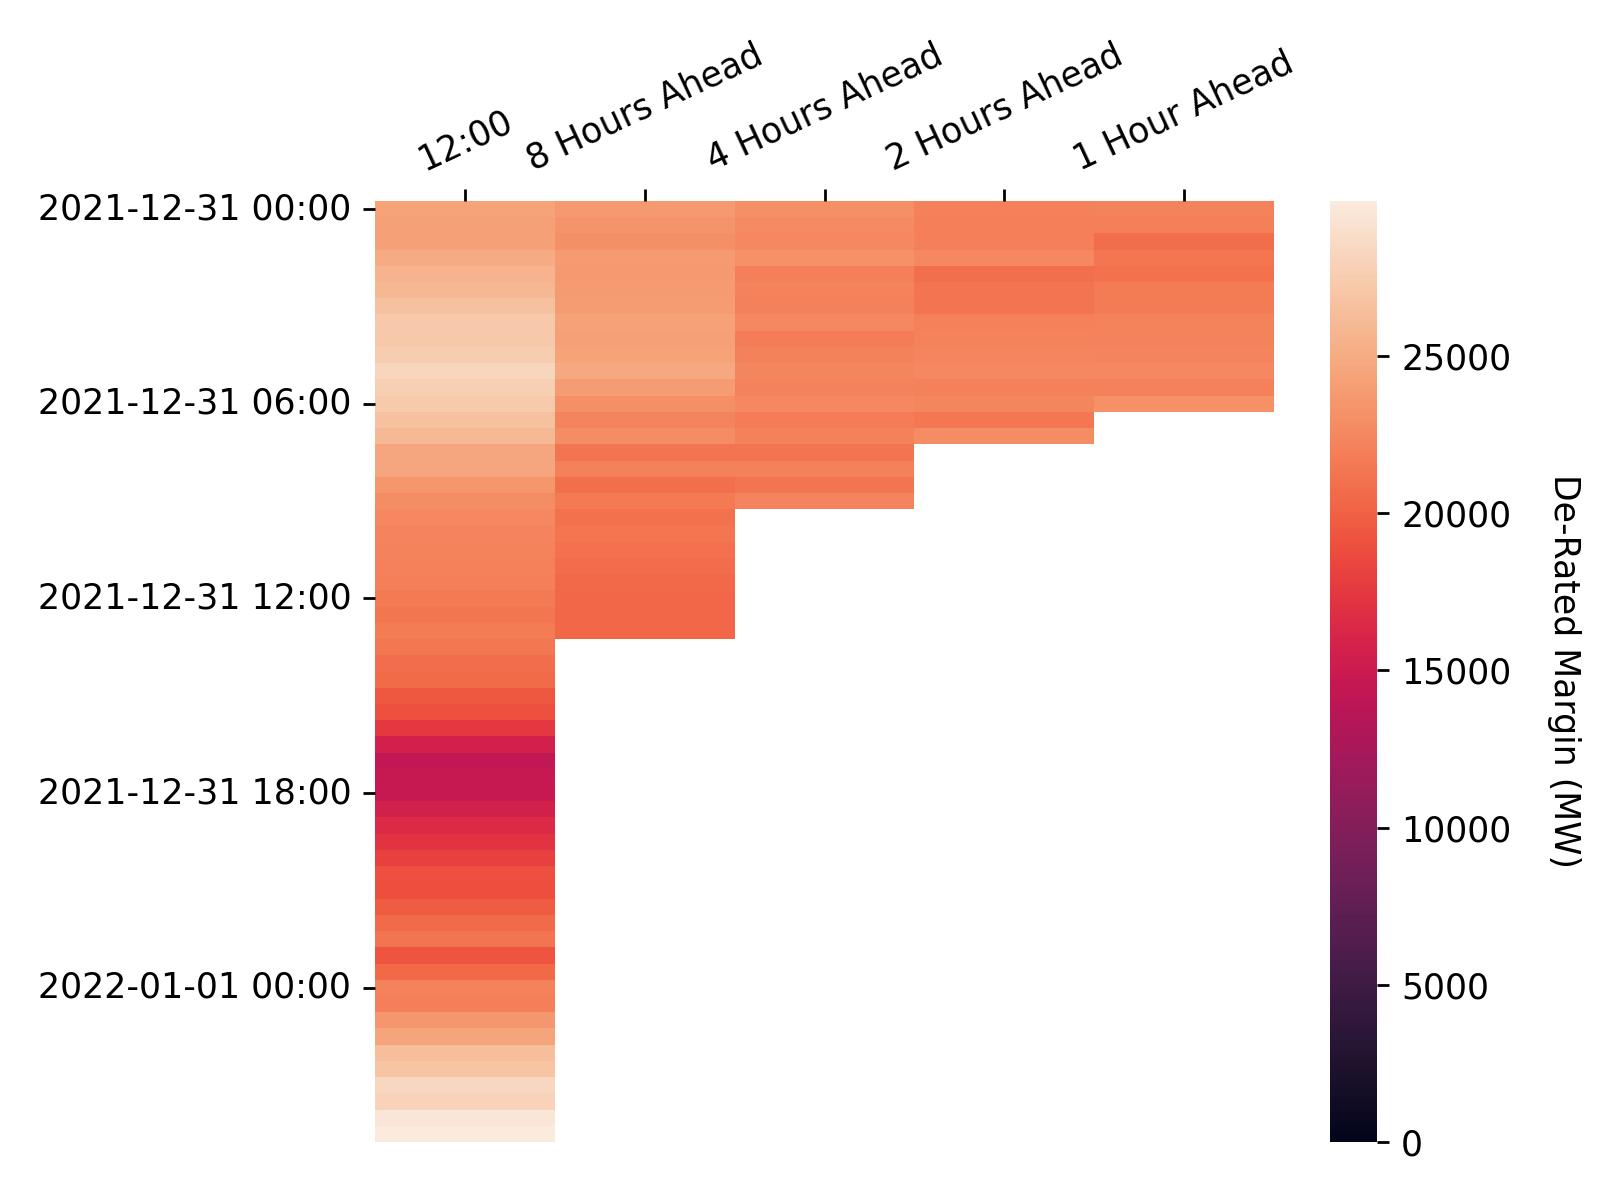 12:00
8 Hours Ahead
4 Hours Ahead
2 Hours Ahead
1 Hour Ahead
2021-12-31 00:00
2021-12-31 06:00
2021-12-31 12:00
2021-12-31 18:00
2022-01-01 00:00
25000
20000
15000
10000
5000
0
De-Rated Margin (MW)